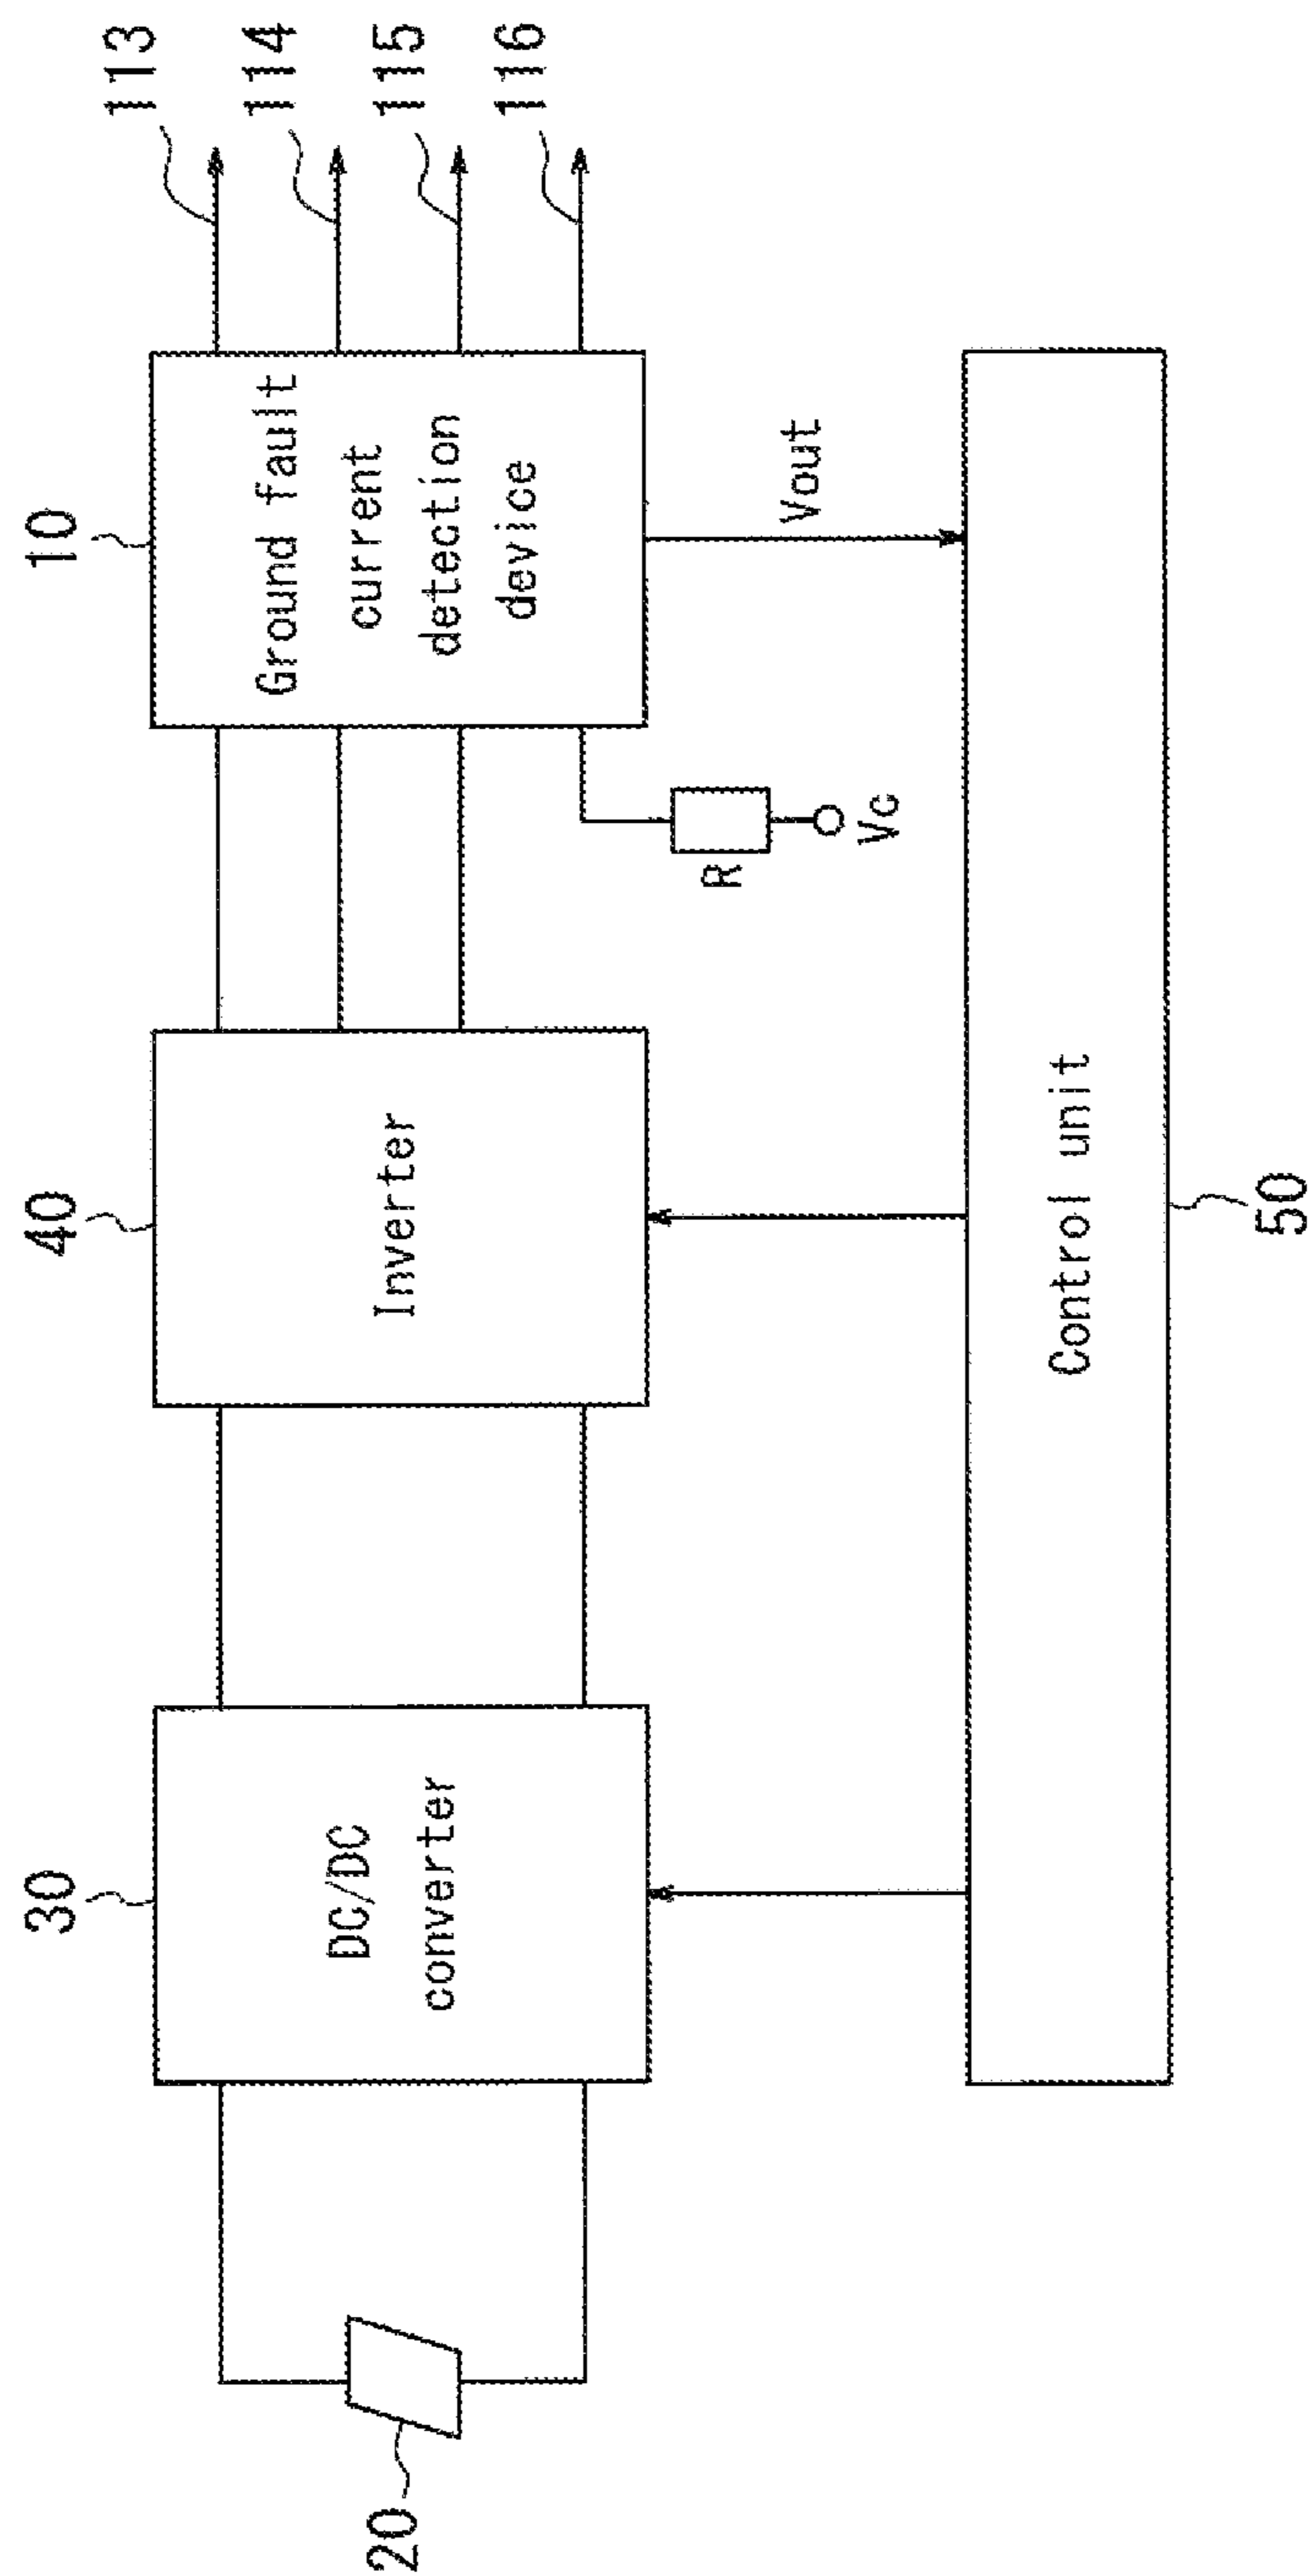 20
30
DC/DC
converter
40
Inverter
10
Ground fault
current
detection
device
113
114
115
116
R
Vc
Vout
Control unit
50